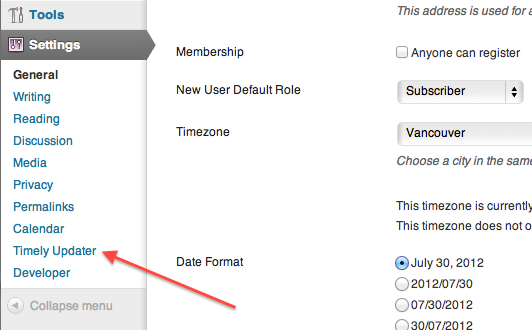 Tools
Settings
General
Writing
Reading
Discussion
Media
Privacy
Permalinks
Calendar
Timely Updater
Developer
Collapse menu
This address is used for a
Membership
Anyone can register
New User Default Role
Subscriber
Timezone
Vancouver
Choose a city in the same
This timezone is currently
This timezone does not o
Date Format
July 30, 2012
2012/07/30
07/30/2012
30/07/2012